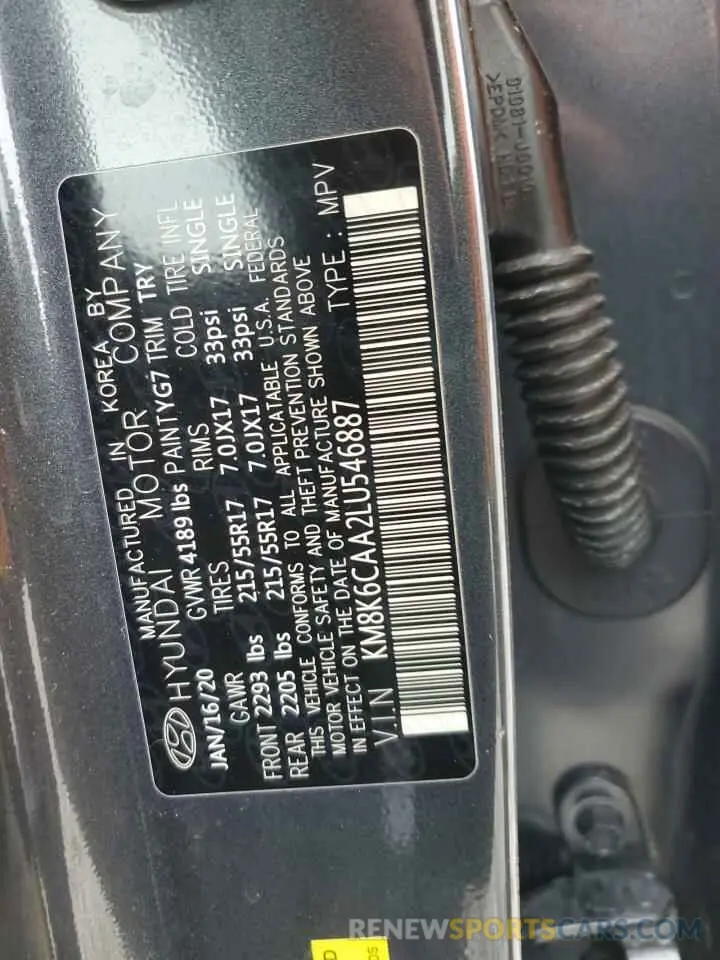 MANUFACTURED IN KOREA BY
HYUNDAI MOTOR COMPANY
JAN/16/20 GVWR 4189 lbs PAINT YG7 TRIM TRY
GAWR TIRES RIMS COLD TIRE INFL
FRONT 2293 lbs 215/55R17 7.0JX17 33psi SINGLE
REAR 2205 lbs 215/55R17 7.0JX17 33psi SINGLE
THIS VEHICLE CONFORMS TO ALL APPLICATABLE U.S.A. FEDERAL
MOTOR VEHICLE SAFETY AND THEFT PREVENTION STANDARDS
IN EFFECT ON THE DATE OF MANUFACTURE SHOWN ABOVE
VIN KM8K6CAA2LU546887 TYPE : MPV
RENEWSPORTSCARS.COM